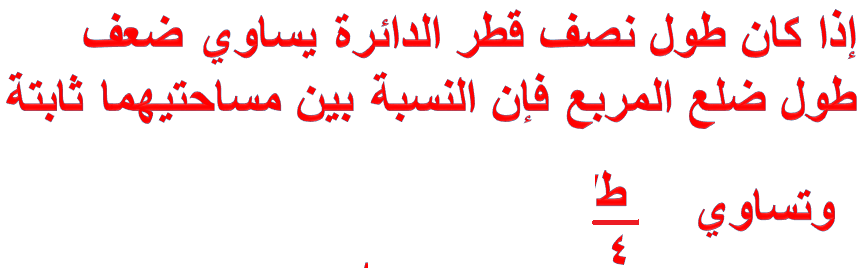 إذا كان طول نصف قطر الدائرة يساوي ضعف
طول ضلع المربع فإن النسبة بين مساحتيهما ثابتة
وتساوي ط
٤